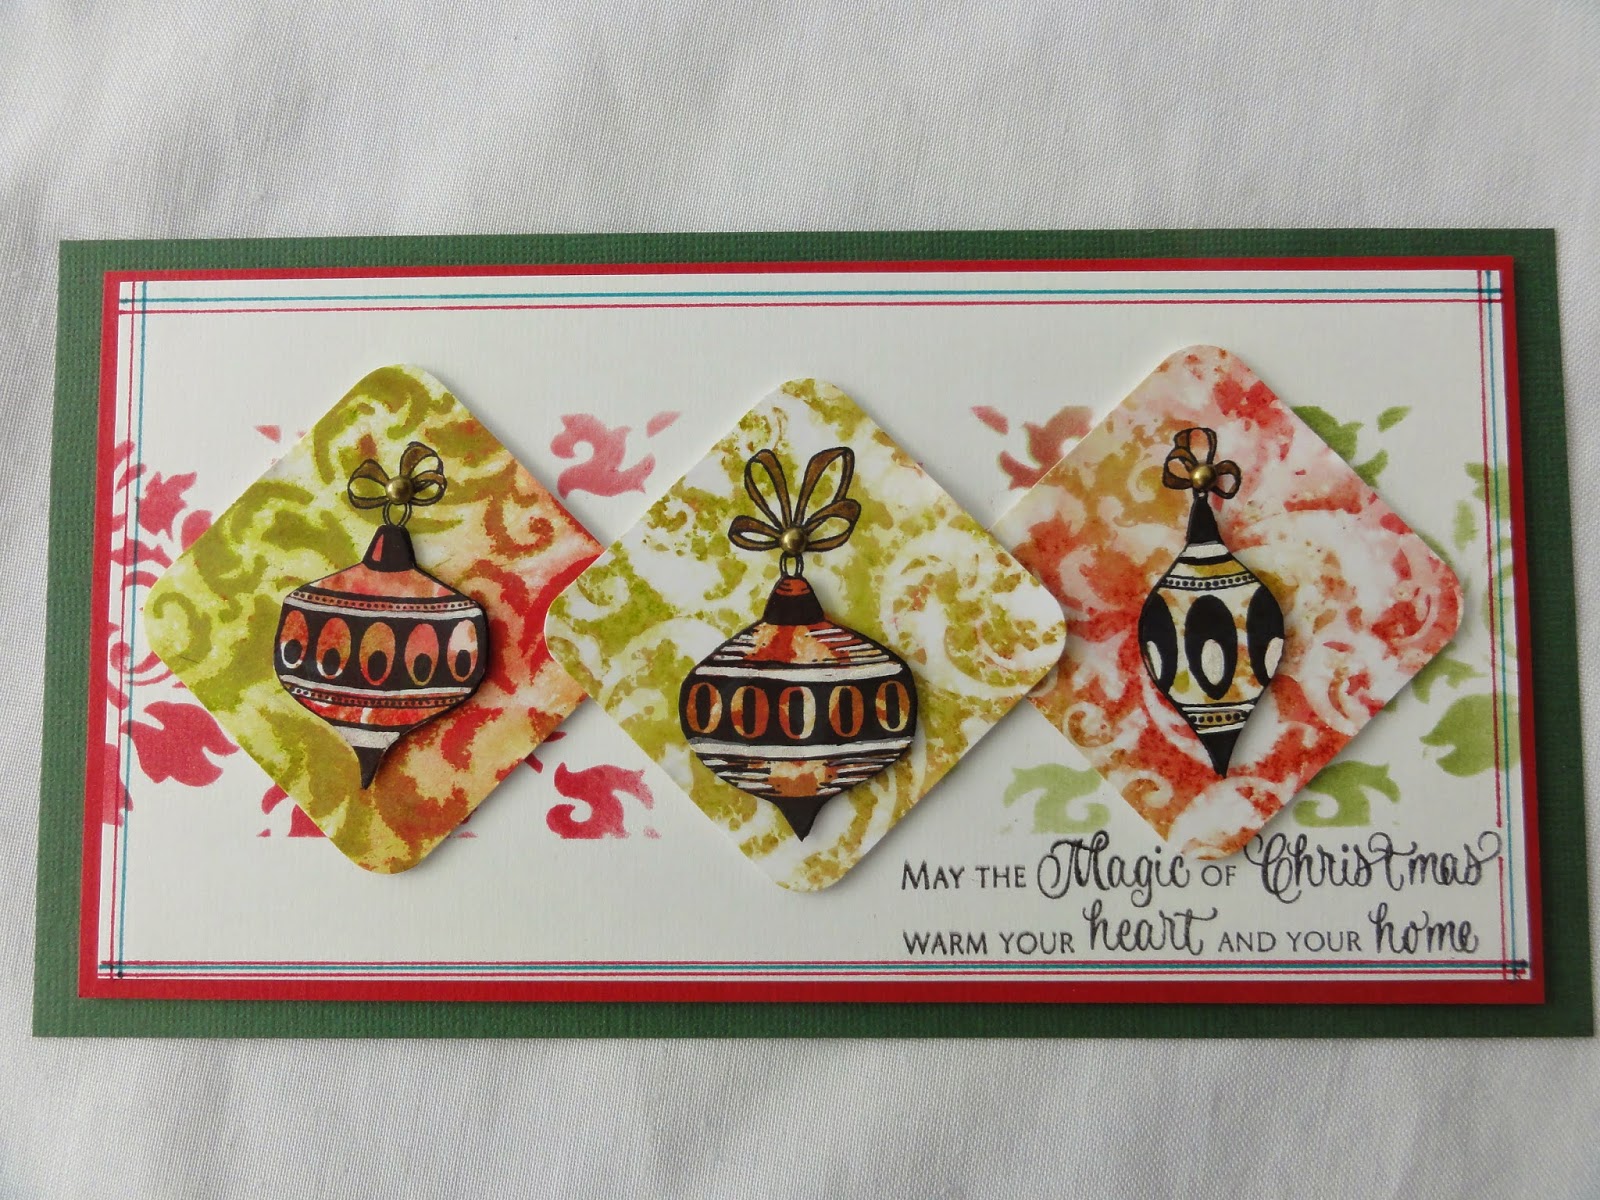 MAY THE Magic OF Christmas
WARM YOUR heart AND YOUR home